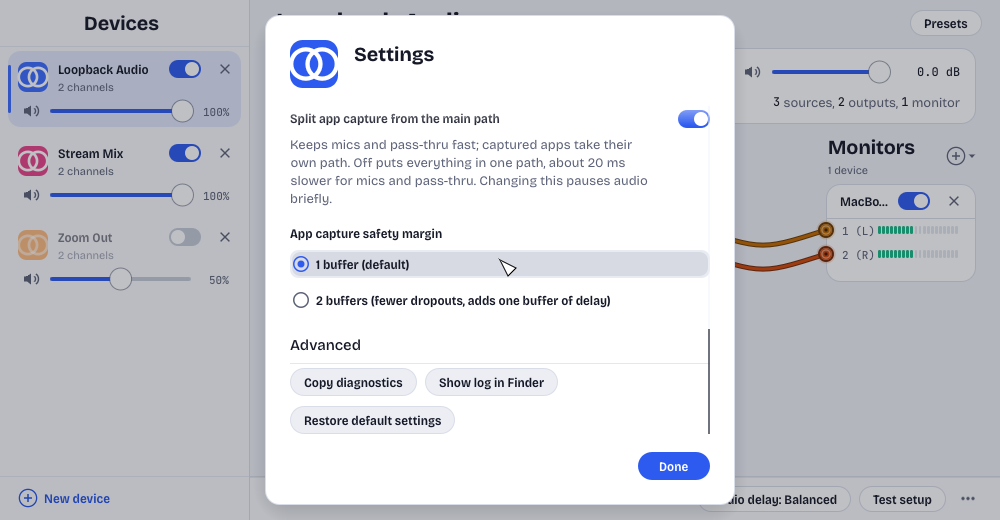 Devices
Loopback Audio
2 channels
100%
Stream Mix
2 channels
100%
Zoom Out
2 channels
50%
New device
Presets
0.0 dB
3 sources, 2 outputs, 1 monitor
Monitors
1 device
MacBo...
1 (L)
2 (R)
delay: Balanced
Test setup
Settings
Split app capture from the main path
Keeps mics and pass-thru fast; captured apps take their
own path. Off puts everything in one path, about 20 ms
slower for mics and pass-thru. Changing this pauses audio
briefly.
App capture safety margin
1 buffer (default)
2 buffers (fewer dropouts, adds one buffer of delay)
Advanced
Copy diagnostics
Show log in Finder
Restore default settings
Done